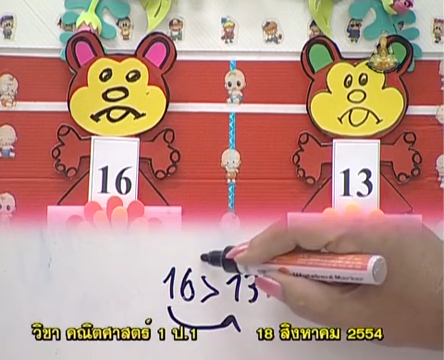 16
13
16 > 13
วิชา คณิตศาสตร์ 1 ป.1
18 สิงหาคม 2554